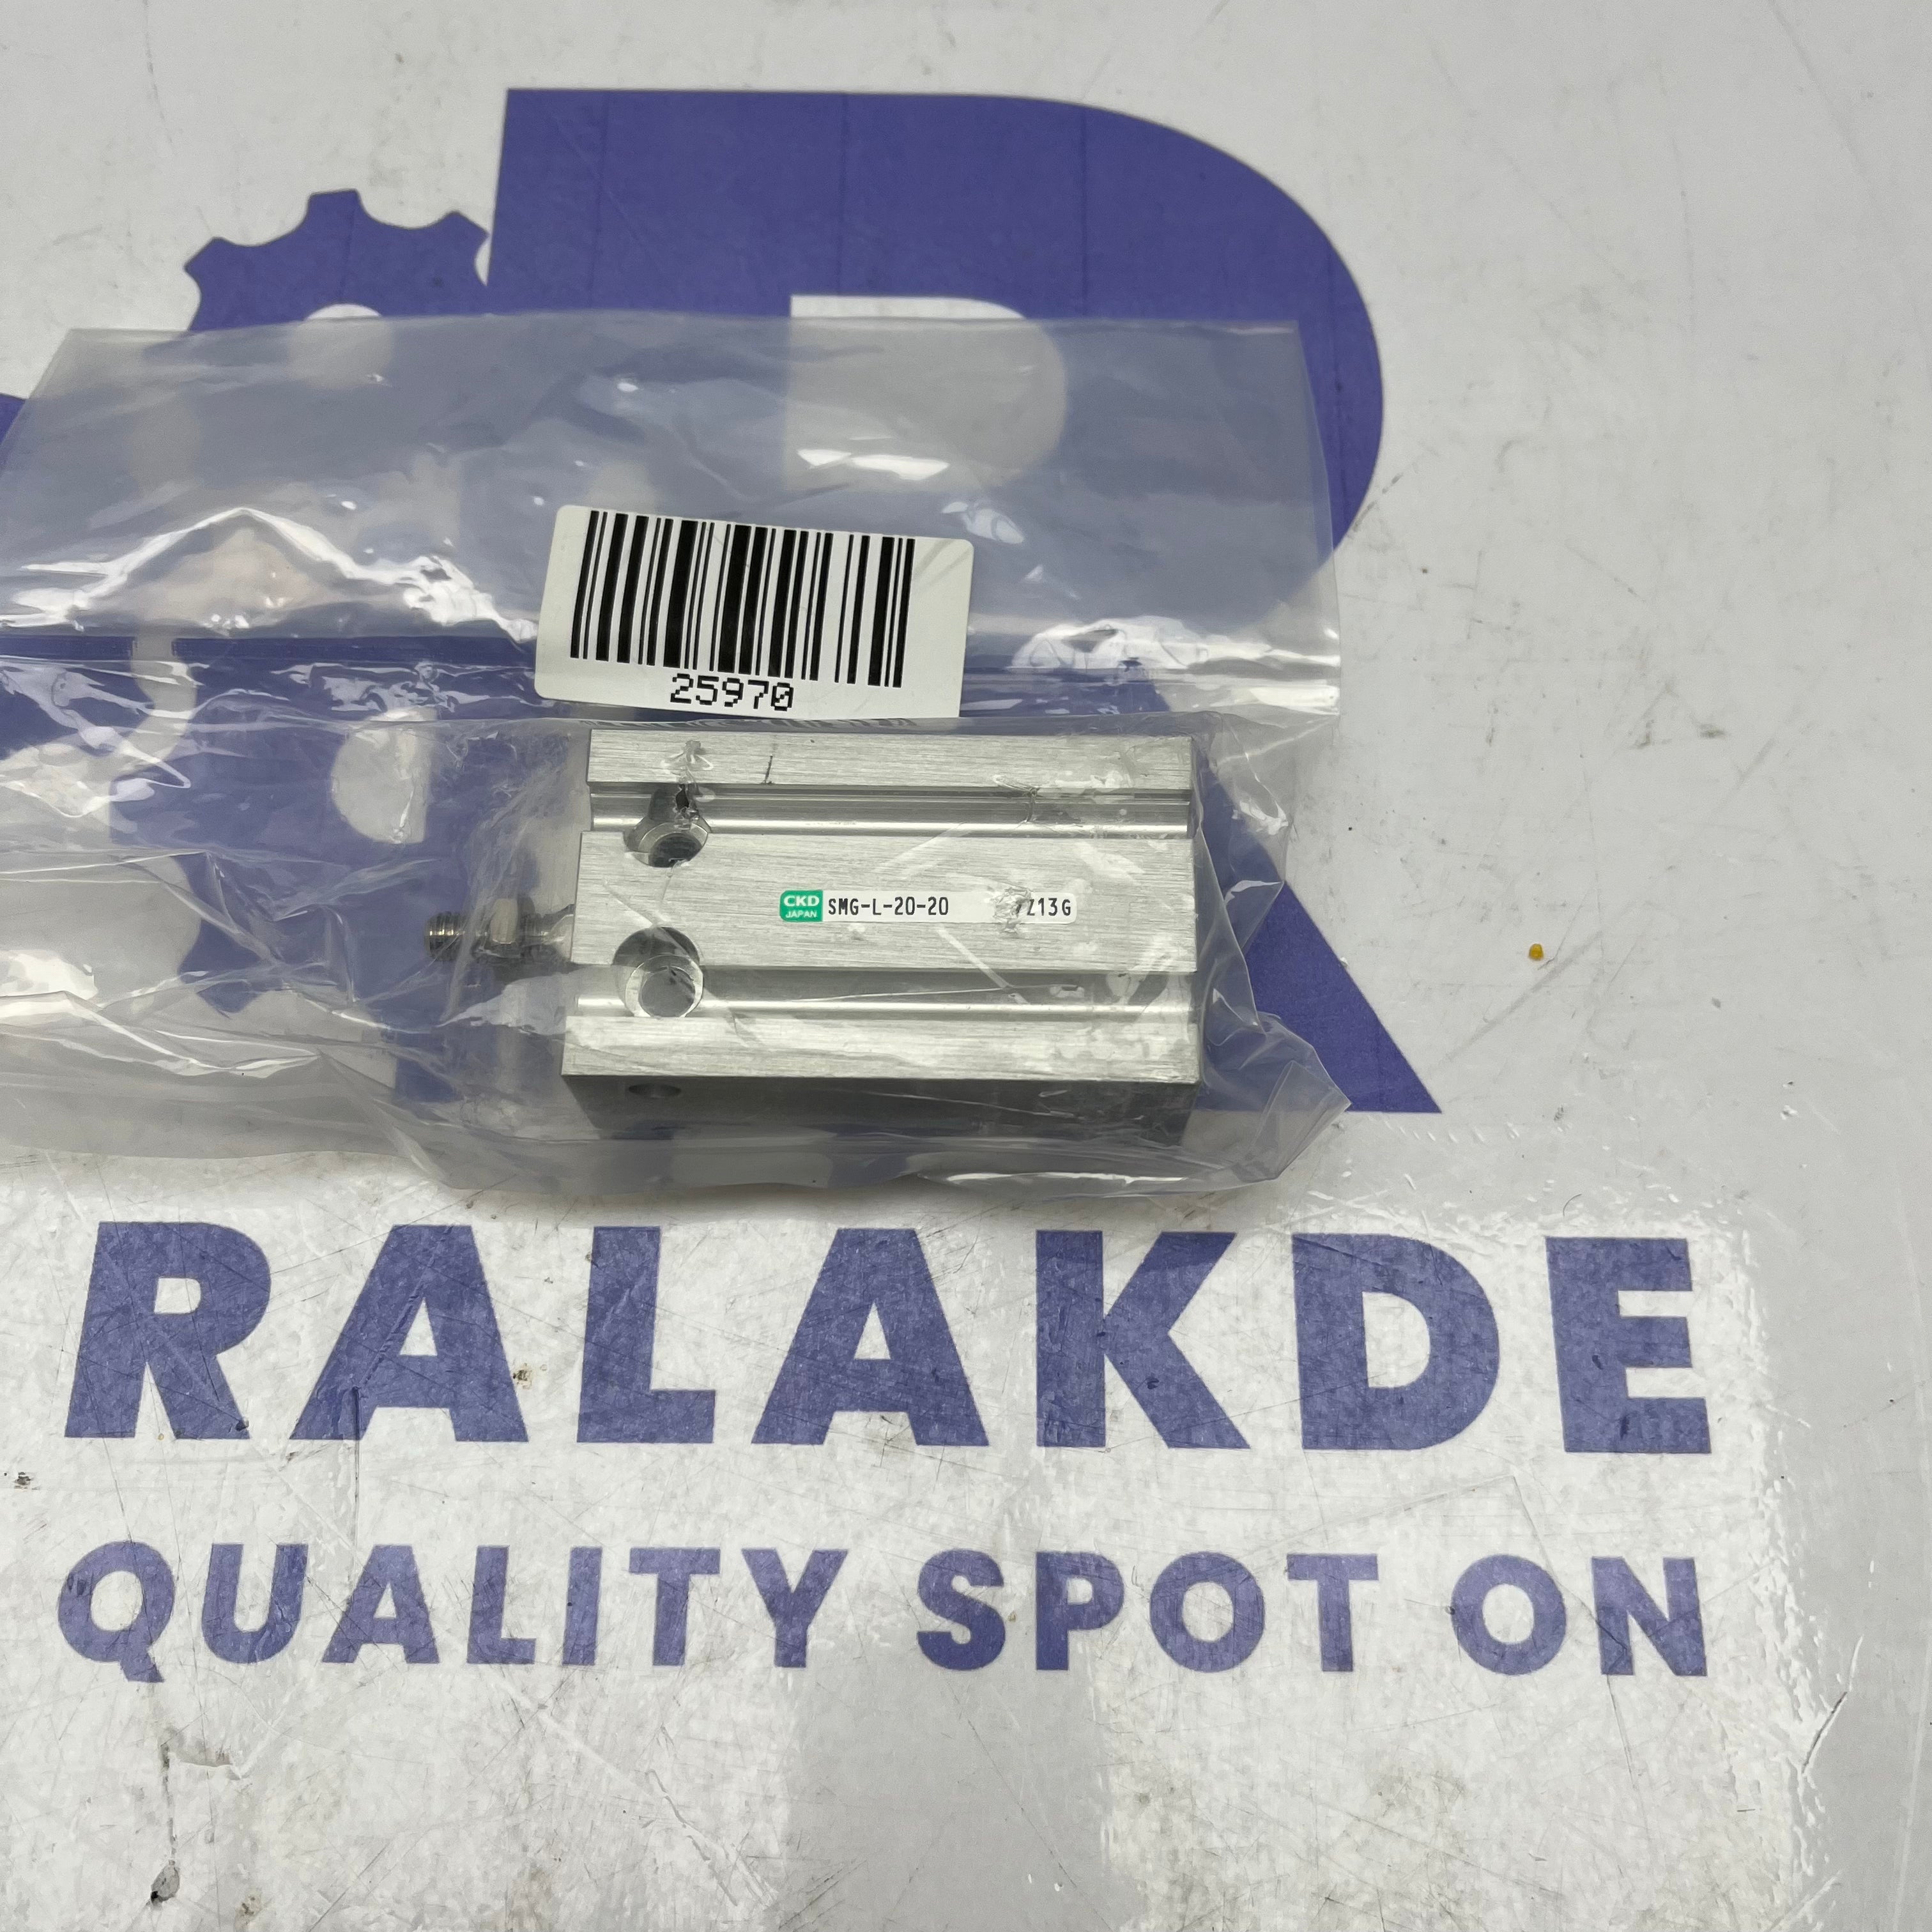 25970
CKD
JAPAN
SMG-L-20-20
Z13G
RALAKDE
QUALITY SPOT ON